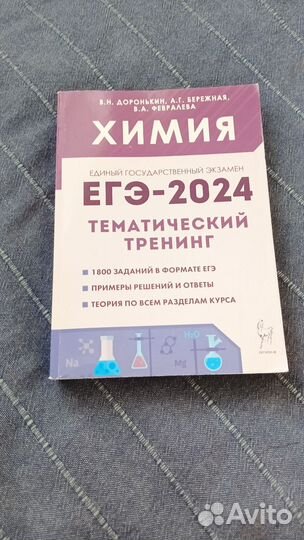 В.Н. ДОРОНЬКИН, А.Г. БЕРЕЖНАЯ,
В.А. ФЕВРАЛЕВА
ХИМИЯ
ЕДИНЫЙ ГОСУДАРСТВЕННЫЙ ЭКЗАМЕН
ЕГЭ-2024
ТЕМАТИЧЕСКИЙ
ТРЕНИНГ
1800 ЗАДАНИЙ В ФОРМАТЕ ЕГЭ
ПРИМЕРЫ РЕШЕНИЙ И ОТВЕТЫ
ТЕОРИЯ ПО ВСЕМ РАЗДЕЛАМ КУРСА
H₂O
Na
Mg
ЛЕГИОН
Avito